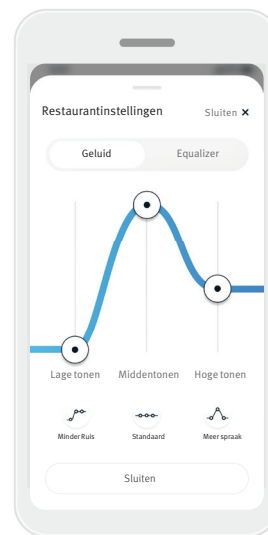 Restaurantinstellingen Sluiten ×
Geluid Equalizer
Lage tonen Middentonen Hoge tonen
Minder Ruis Standaard Meer spraak
Sluiten